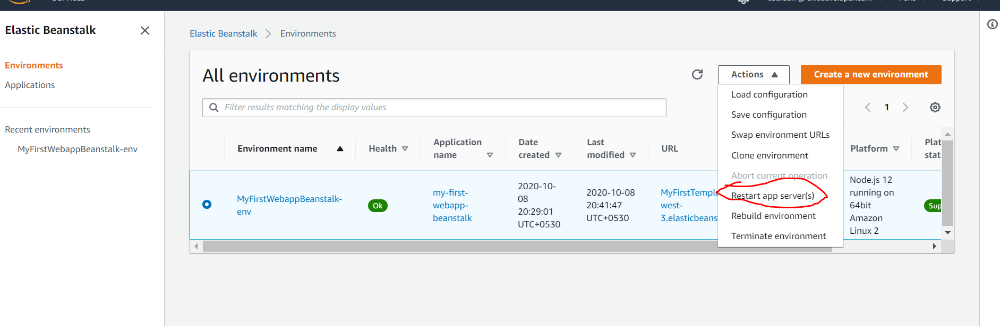 Elastic Beanstalk
Environments
Applications
Recent environments
MyFirstWebappBeanstalk-env
Elastic Beanstalk
Environments
All environments
Actions
Create a new environment
Filter results matching the display values
1
Load configuration
Save configuration
Swap environment URLs
Clone environment
Abort current operation
Restart app server(s)
Rebuild environment
Terminate environment
Environment name
Health
Application
name
Date
created
Last
modified
URL
Platform
Plat
stat
MyFirstWebappBeanstalk-
env
Ok
my-first-
webapp-
beanstalk
2020-10-
08
20:29:01
UTC+0530
2020-10-08
20:41:47
UTC+0530
MyFirstTempla
west-
3.elasticbeans
Node.js 12
running on
64bit
Amazon
Linux 2
Sup